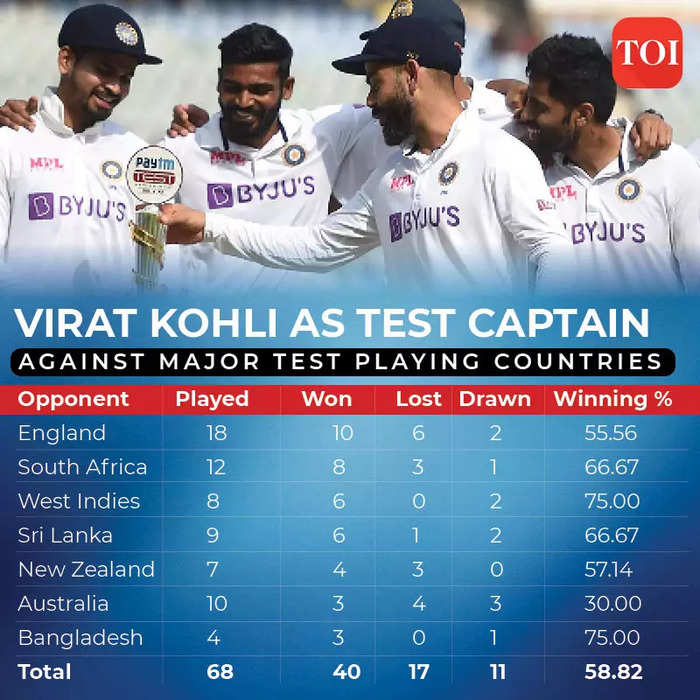 TOI
Paytm
TEST
MPL
BYJU'S
MPL
BYJU'S
MPL
BYJU'S
MPL
BYJU'S
VIRAT KOHLI AS TEST CAPTAIN
AGAINST MAJOR TEST PLAYING COUNTRIES
Opponent Played Won Lost Drawn Winning %
England 18 10 6 2 55.56
South Africa 12 8 3 1 66.67
West Indies 8 6 0 2 75.00
Sri Lanka 9 6 1 2 66.67
New Zealand 7 4 3 0 57.14
Australia 10 3 4 3 30.00
Bangladesh 4 3 0 1 75.00
Total 68 40 17 11 58.82